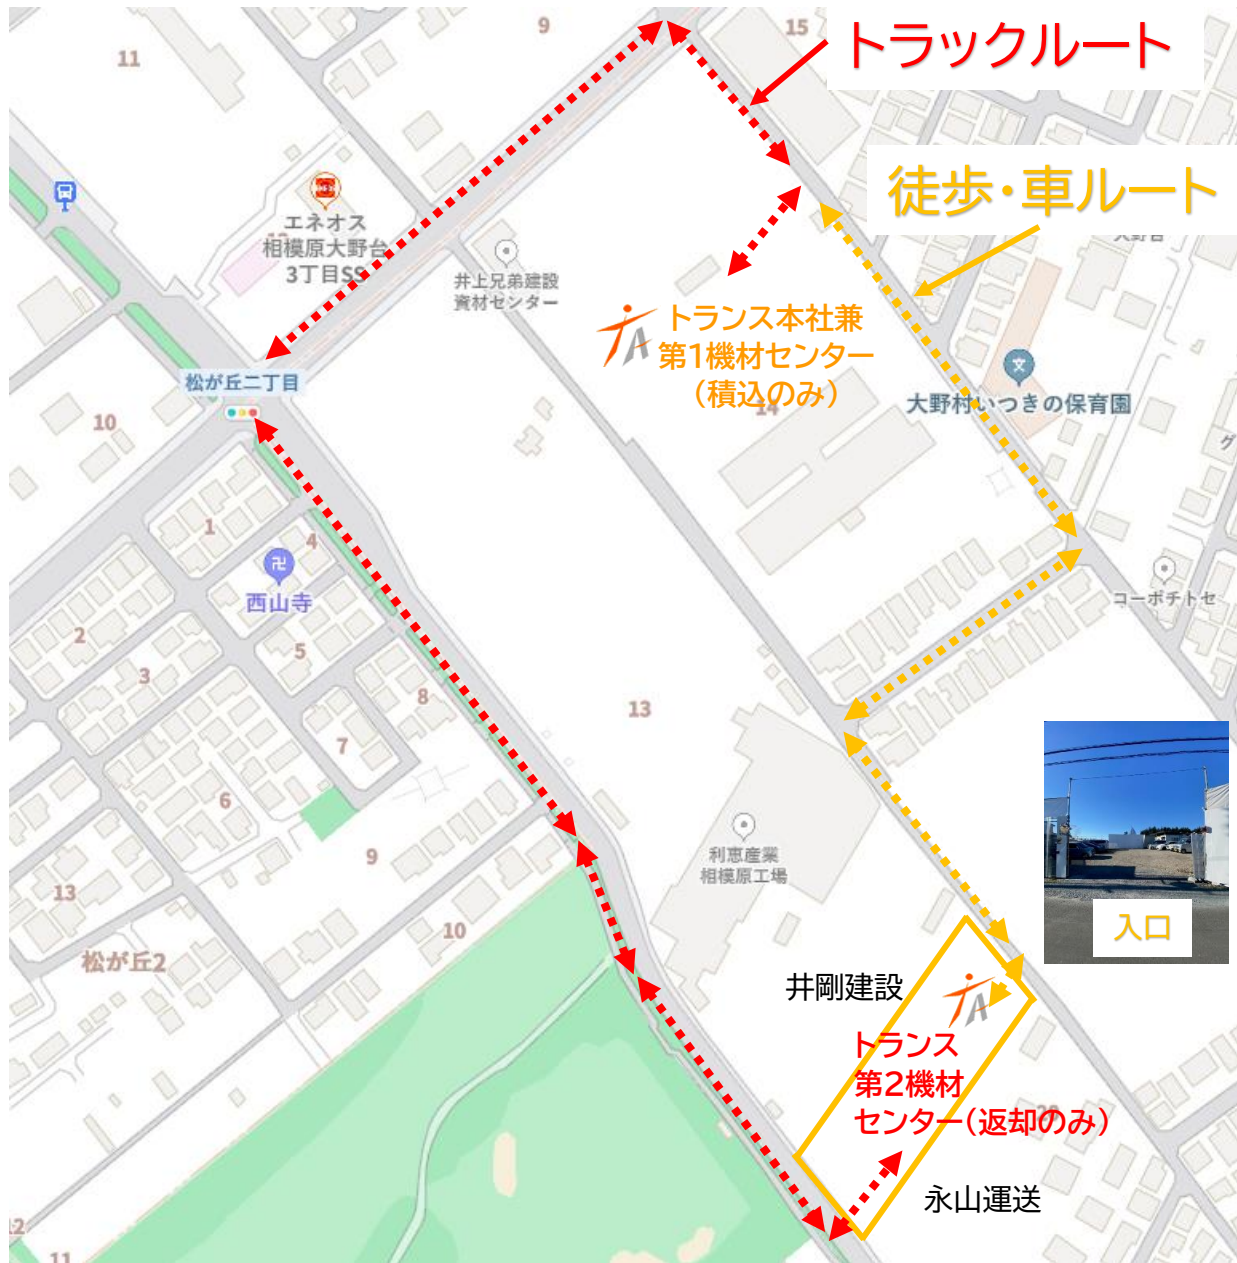 9
15
トラックルート
11
徒歩・車ルート
エネオス
相模原大野台
3丁目SS
井上兄弟建設
資材センター
TA
トランス本社兼
第1機材センター
(積込のみ)
14
松が丘二丁目
10
大野村いつきの保育園
グ
1
4
西山寺
コーポチトセ
2
5
3
8
13
7
6
利恵産業
相模原工場
9
13
入口
10
松が丘2
井剛建設
TA
トランス
第2機材
センター(返却のみ)
永山運送
12
11